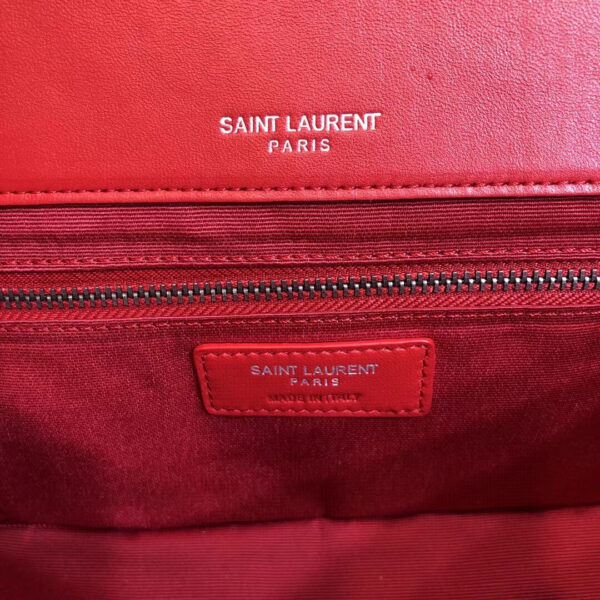 SAINT LAURENT
PARIS
SAINT LAURENT
PARIS
MADE IN ITALY